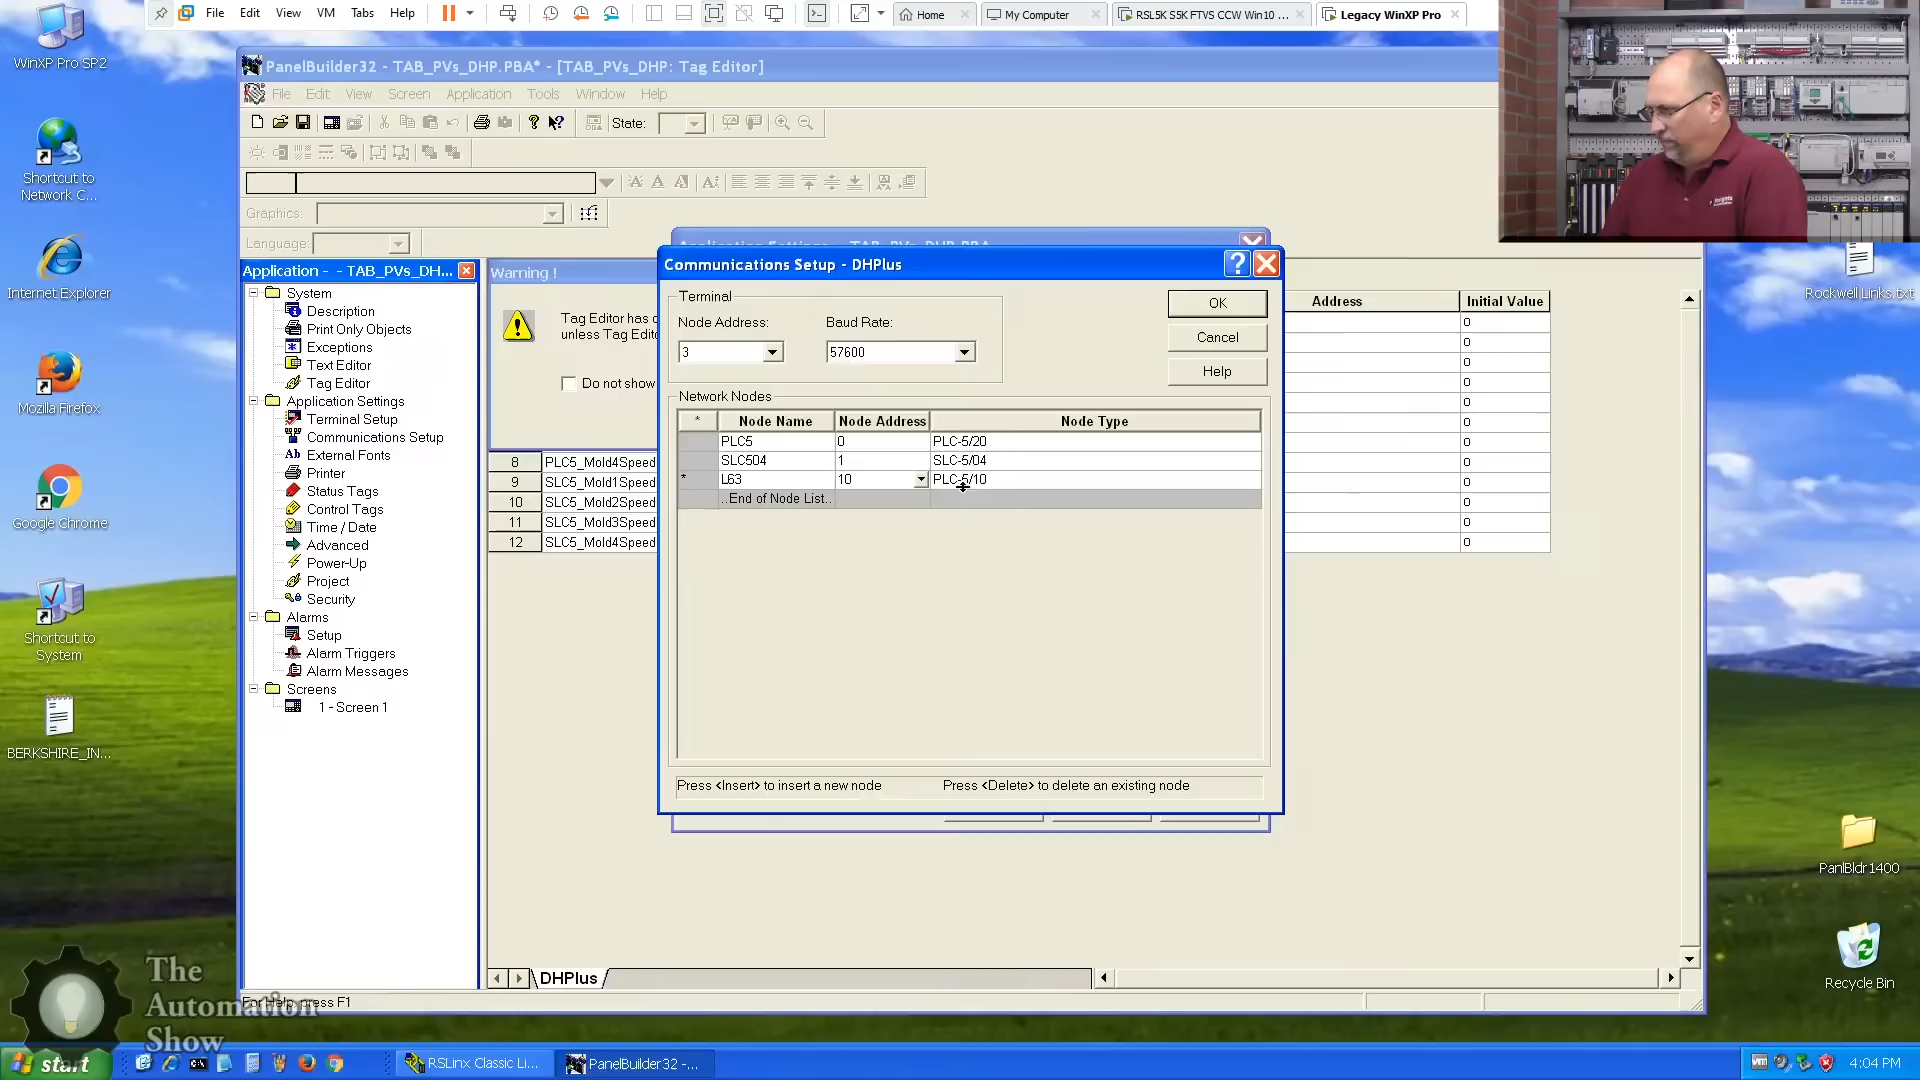 File Edit View VM Tabs Help
Home
My Computer
RSL5K S5K FTVS CCW Win10 ...
Legacy WinXP Pro
WinXP Pro SP2
Shortcut to
Network C...
Internet Explorer
Mozilla Firefox
Google Chrome
Shortcut to
System
BERKSHIRE_IN...
PanelBuilder32 - TAB_PVs_DHP.PBA* - [TAB_PVs_DHP: Tag Editor]
File Edit View Screen Application Tools Window Help
State:
Graphics:
Language:
Application - - TAB_PVs_DH...
System
Description
Print Only Objects
Exceptions
Text Editor
Tag Editor
Application Settings
Terminal Setup
Communications Setup
External Fonts
Printer
Status Tags
Control Tags
Time / Date
Advanced
Power-Up
Project
Security
Alarms
Setup
Alarm Triggers
Alarm Messages
Screens
1 - Screen 1
Warning !
Tag Editor has
unless Tag Edit
Do not show
8 PLC5_Mold4Speed
9 SLC5_Mold1Speed
10 SLC5_Mold2Speed
11 SLC5_Mold3Speed
12 SLC5_Mold4Speed
Address Initial Value
0
0
0
0
0
0
0
0
0
0
0
0
Application Settings - TAB_PVs_DHP.PBA
Communications Setup - DHPlus
Terminal
Node Address:
3
Baud Rate:
57600
OK
Cancel
Help
Network Nodes
* Node Name Node Address Node Type
PLC5 0 PLC-5/20
SLC504 1 SLC-5/04
* L63 10 PLC-5/10
..End of Node List..
Press <Insert> to insert a new node
Press <Delete> to delete an existing node
DHPlus
For Help, press F1
Rockwell Links.txt
PanlBldr1400
Recycle Bin
The
Automation
Show
start
RSLinx Classic Li...
PanelBuilder32 -...
4:04 PM